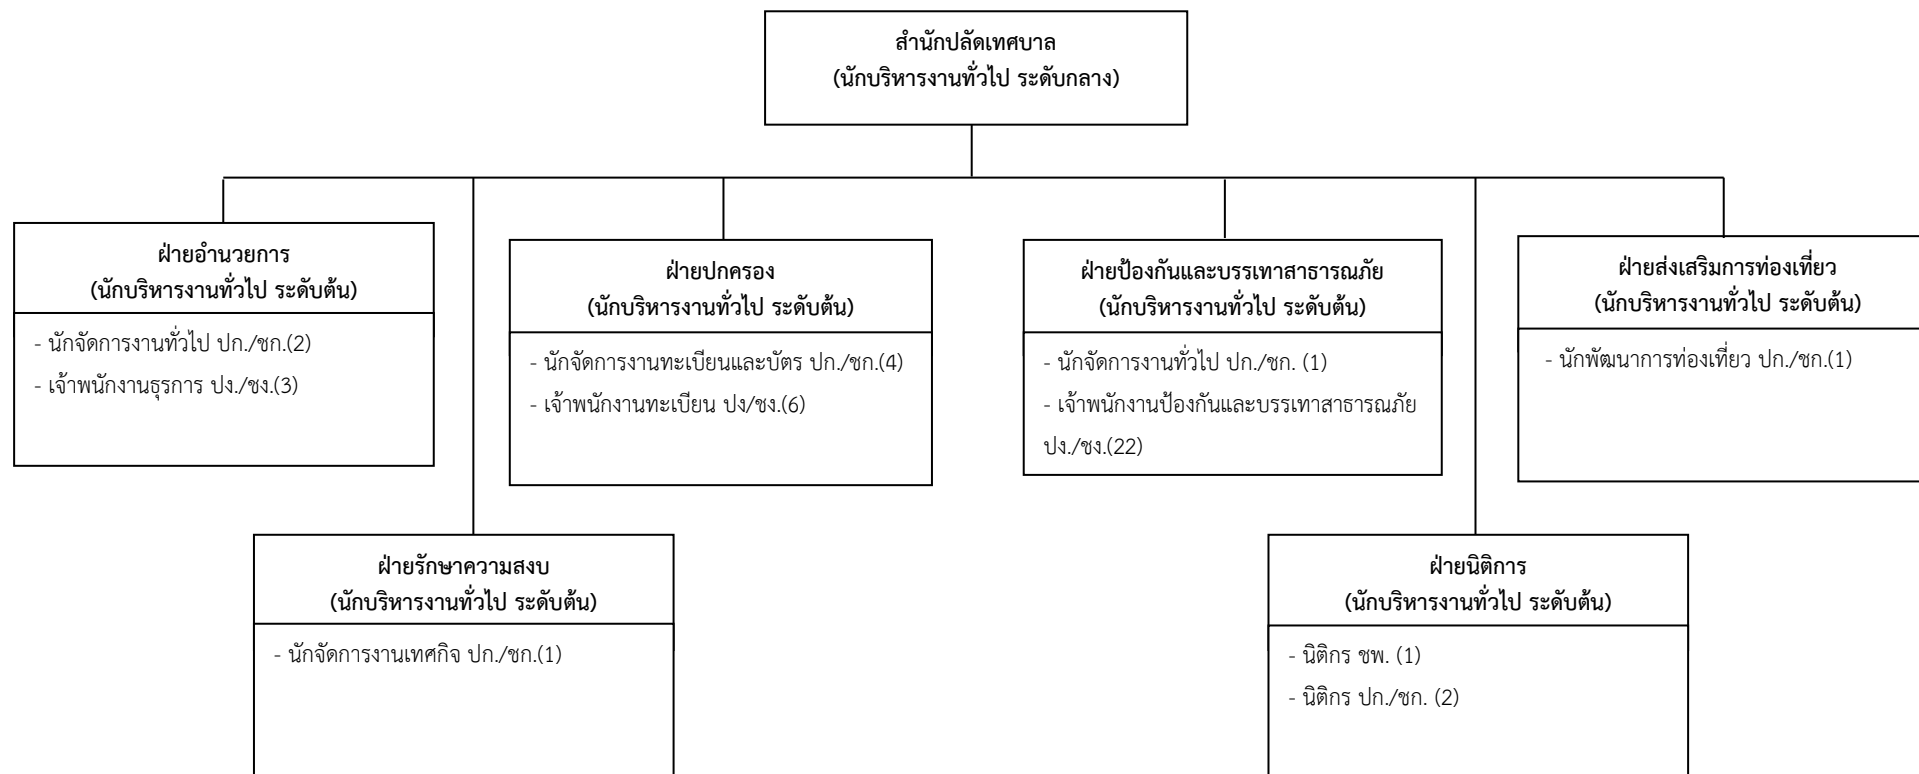 สำนักปลัดเทศบาล
(นักบริหารงานทั่วไป ระดับกลาง)
ฝ่ายอำนวยการ
(นักบริหารงานทั่วไป ระดับต้น)
- นักจัดการงานทั่วไป ปก./ชก.(2)
- เจ้าพนักงานธุรการ ปง./ชง.(3)
ฝ่ายปกครอง
(นักบริหารงานทั่วไป ระดับต้น)
- นักจัดการงานทะเบียนและบัตร ปก./ชก.(4)
- เจ้าพนักงานทะเบียน ปง/ชง.(6)
ฝ่ายป้องกันและบรรเทาสาธารณภัย
(นักบริหารงานทั่วไป ระดับต้น)
- นักจัดการงานทั่วไป ปก./ชก. (1)
- เจ้าพนักงานป้องกันและบรรเทาสาธารณภัย
ปง./ชง.(22)
ฝ่ายส่งเสริมการท่องเที่ยว
(นักบริหารงานทั่วไป ระดับต้น)
- นักพัฒนาการท่องเที่ยว ปก./ชก.(1)
ฝ่ายรักษาความสงบ
(นักบริหารงานทั่วไป ระดับต้น)
- นักจัดการงานเทศกิจ ปก./ชก.(1)
ฝ่ายนิติการ
(นักบริหารงานทั่วไป ระดับต้น)
- นิติกร ชพ. (1)
- นิติกร ปก./ชก. (2)